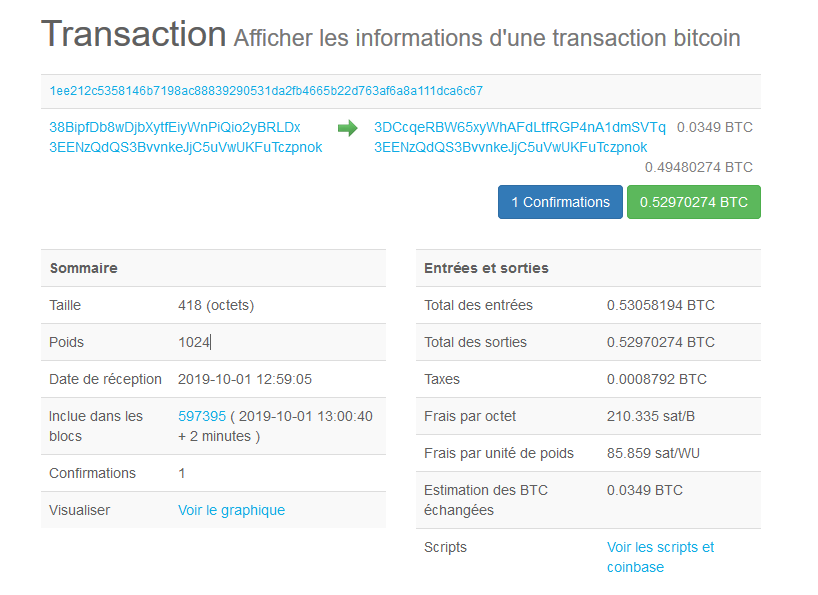 Transaction Afficher les informations d'une transaction bitcoin
1ee212c5358146b7198ac88839290531da2fb4665b22d763af6a8a111dca6c67
38BipfDb8wDjbXytfEiyWnPiQio2yBRLDx
3EENzQdQS3BvvnkeJjC5uVwUKFuTczpnok
3DCcqeRBW65xyWhAFdLtfRGP4nA1dmSVTq 0.0349 BTC
3EENzQdQS3BvvnkeJjC5uVwUKFuTczpnok
0.49480274 BTC
1 Confirmations 0.52970274 BTC
Sommaire
Taille 418 (octets)
Poids 1024
Date de réception 2019-10-01 12:59:05
Inclue dans les 597395 ( 2019-10-01 13:00:40
blocs + 2 minutes )
Confirmations 1
Visualiser Voir le graphique
Entrées et sorties
Total des entrées 0.53058194 BTC
Total des sorties 0.52970274 BTC
Taxes 0.0008792 BTC
Frais par octet 210.335 sat/B
Frais par unité de poids 85.859 sat/WU
Estimation des BTC 0.0349 BTC
échangées
Scripts Voir les scripts et
coinbase